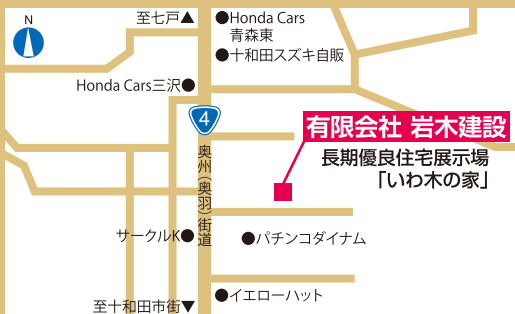 N
至七戸▲
●Honda Cars
青森東
●十和田スズキ自販
Honda Cars三沢●
4
有限会社 岩木建設
長期優良住宅展示場
「いわ木の家」
奥州（奥羽）街道
サークルK●
●パチンコダイナム
●イエローハット
至十和田市街▼